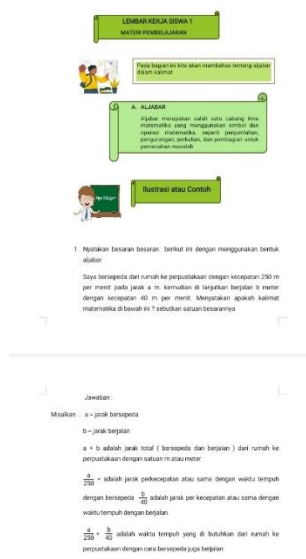 LEMBAR KERJA SISWA 1
MATERI PEMBELAJARAN
Pada bagian ini kita akan membahas tentang aljabar
dalam kalimat
A. ALJABAR
Aljabar merupakan salah satu cabang ilmu
matematika yang menggunakan simbol dan
operasi matematika, seperti penjumlahan,
pengurangan, perkalian, dan pembagian untuk
pemecahan masalah
Ilustrasi atau Contoh
1. Nyatakan besaran besaran berikut ini dengan menggunakan bentuk
aljabar
Saya bersepeda dari rumah ke perpustakaan dengan kecepatan 250 m
per menit pada jarak a m. kemudian di lanjutkan berjalan b meter
dengan kecepatan 40 m per menit. Menyatakan apakah kalimat
matematika di bawah ini ? sebutkan satuan besarannya
Jawaban :
Misalkan : a = jarak bersepeda
b = jarak berjalan
a + b adalah jarak total ( bersepeda dan berjalan ) dari rumah ke
perpustakaan dengan satuan m atau meter
a/250 = adalah jarak perkecepatan atau sama dengan waktu tempuh
dengan bersepeda b/40 adalah jarak per kecepatan atau sama dengan
waktu tempuh dengan berjalan.
a/250 + b/40 adalah waktu tempuh yang di butuhkan dari rumah ke
perpustakaan dengan cara bersepeda juga berjalan